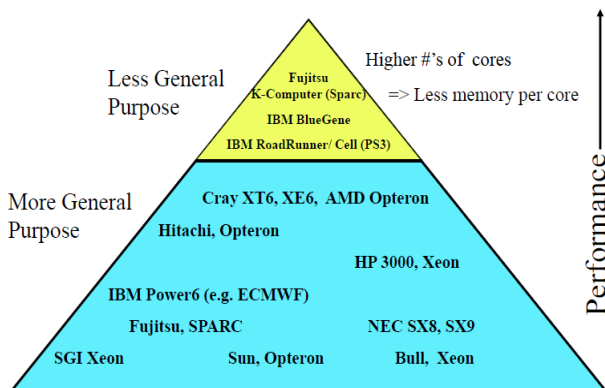 Higher #'s of cores
=> Less memory per core
Less General
Purpose
Fujitsu
K-Computer (Sparc)
IBM BlueGene
IBM RoadRunner/ Cell (PS3)
More General
Purpose
Cray XT6, XE6, AMD Opteron
Hitachi, Opteron
HP 3000, Xeon
IBM Power6 (e.g. ECMWF)
Fujitsu, SPARC
NEC SX8, SX9
SGI Xeon
Sun, Opteron
Bull, Xeon
Performance